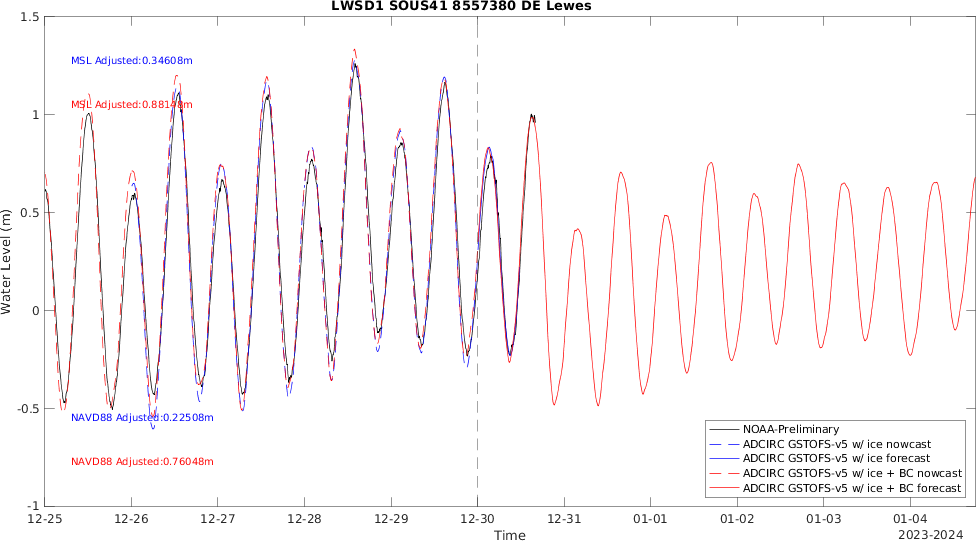 LWSD1 SOUS41 8557380 DE Lewes
1.5
1
0.5
0
-0.5
-1
Water Level (m)
MSL Adjusted:0.34608m
MSL Adjusted:0.88148m
NAVD88 Adjusted:0.22508m
NAVD88 Adjusted:0.76048m
NOAA-Preliminary
ADCIRC GSTOFS-v5 w/ ice nowcast
ADCIRC GSTOFS-v5 w/ ice forecast
ADCIRC GSTOFS-v5 w/ ice + BC nowcast
ADCIRC GSTOFS-v5 w/ ice + BC forecast
12-25 12-26 12-27 12-28 12-29 12-30 12-31 01-01 01-02 01-03 01-04
Time
2023-2024